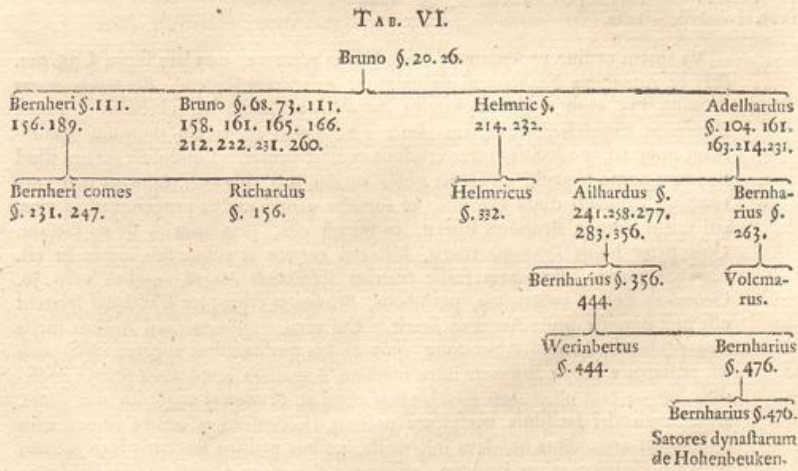 TAB. VI.
Bruno §. 20. 26.
Bernheri §. 111.
156. 189.
Bruno §. 68. 73. 111.
158. 161. 165. 166.
212. 222. 231. 260.
Helmric §.
214. 232.
Adelhardus
§. 104. 161.
163. 214. 231.
Bernheri comes
§. 231. 247.
Richardus
§. 156.
Helmricus
§. 332.
Ailhardus §.
241. 258. 277.
283. 356.
Bernha-
rius §.
263.
Bernharius §. 356.
444.
Volcma-
rus.
Werinbertus
§. 444.
Bernharius
§. 476.
Bernharius §. 476.
Satores dynastarum
de Hohenbeuken.